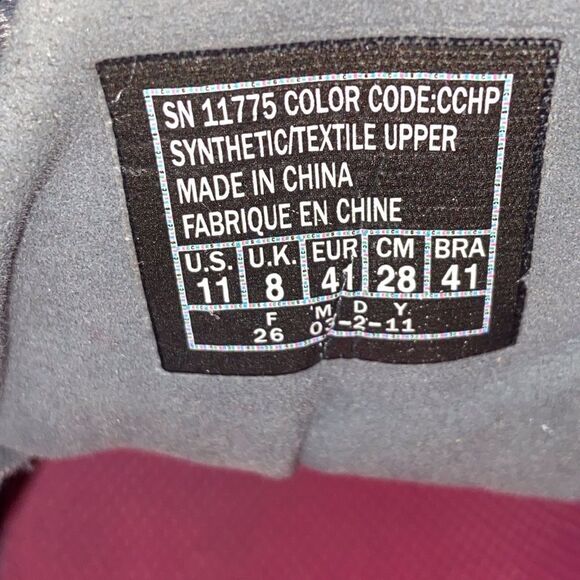 SN 11775 COLOR CODE:CCHP
SYNTHETIC/TEXTILE UPPER
MADE IN CHINA
FABRIQUE EN CHINE
U.S. U.K. EUR CM BRA
11 8 41 28 41
F M D Y
26 03-2-11